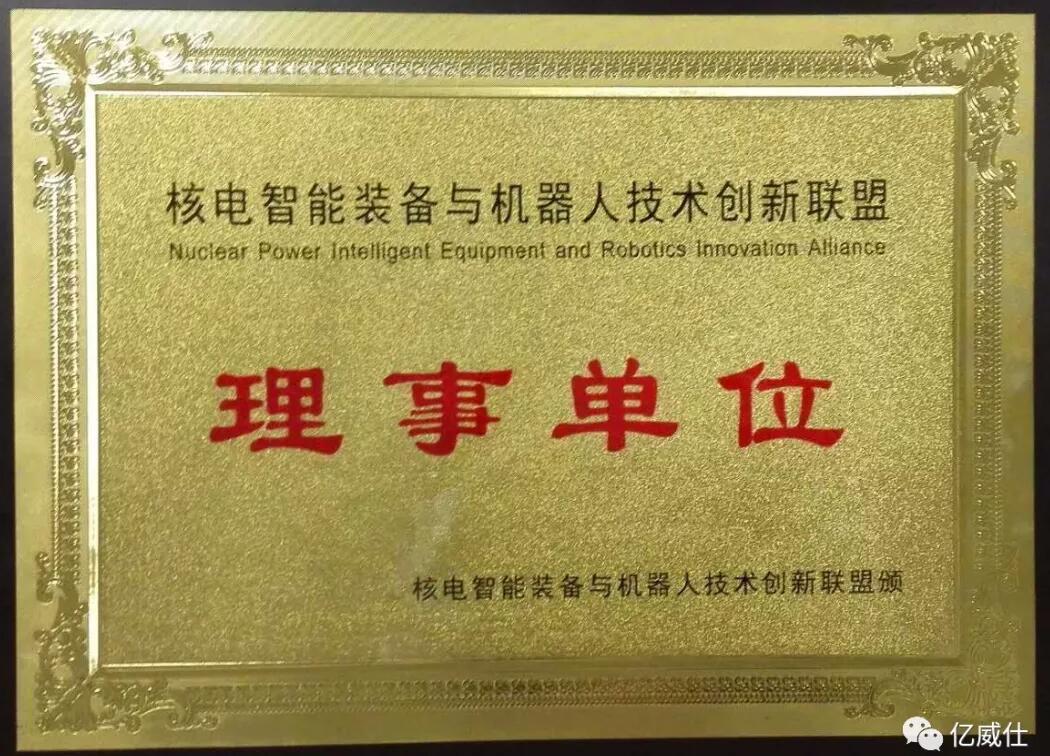 核电智能装备与机器人技术创新联盟
Nuclear Power Intelligent Equipment and Robotics Innovation Alliance
理事单位
核电智能装备与机器人技术创新联盟颁
亿威仕